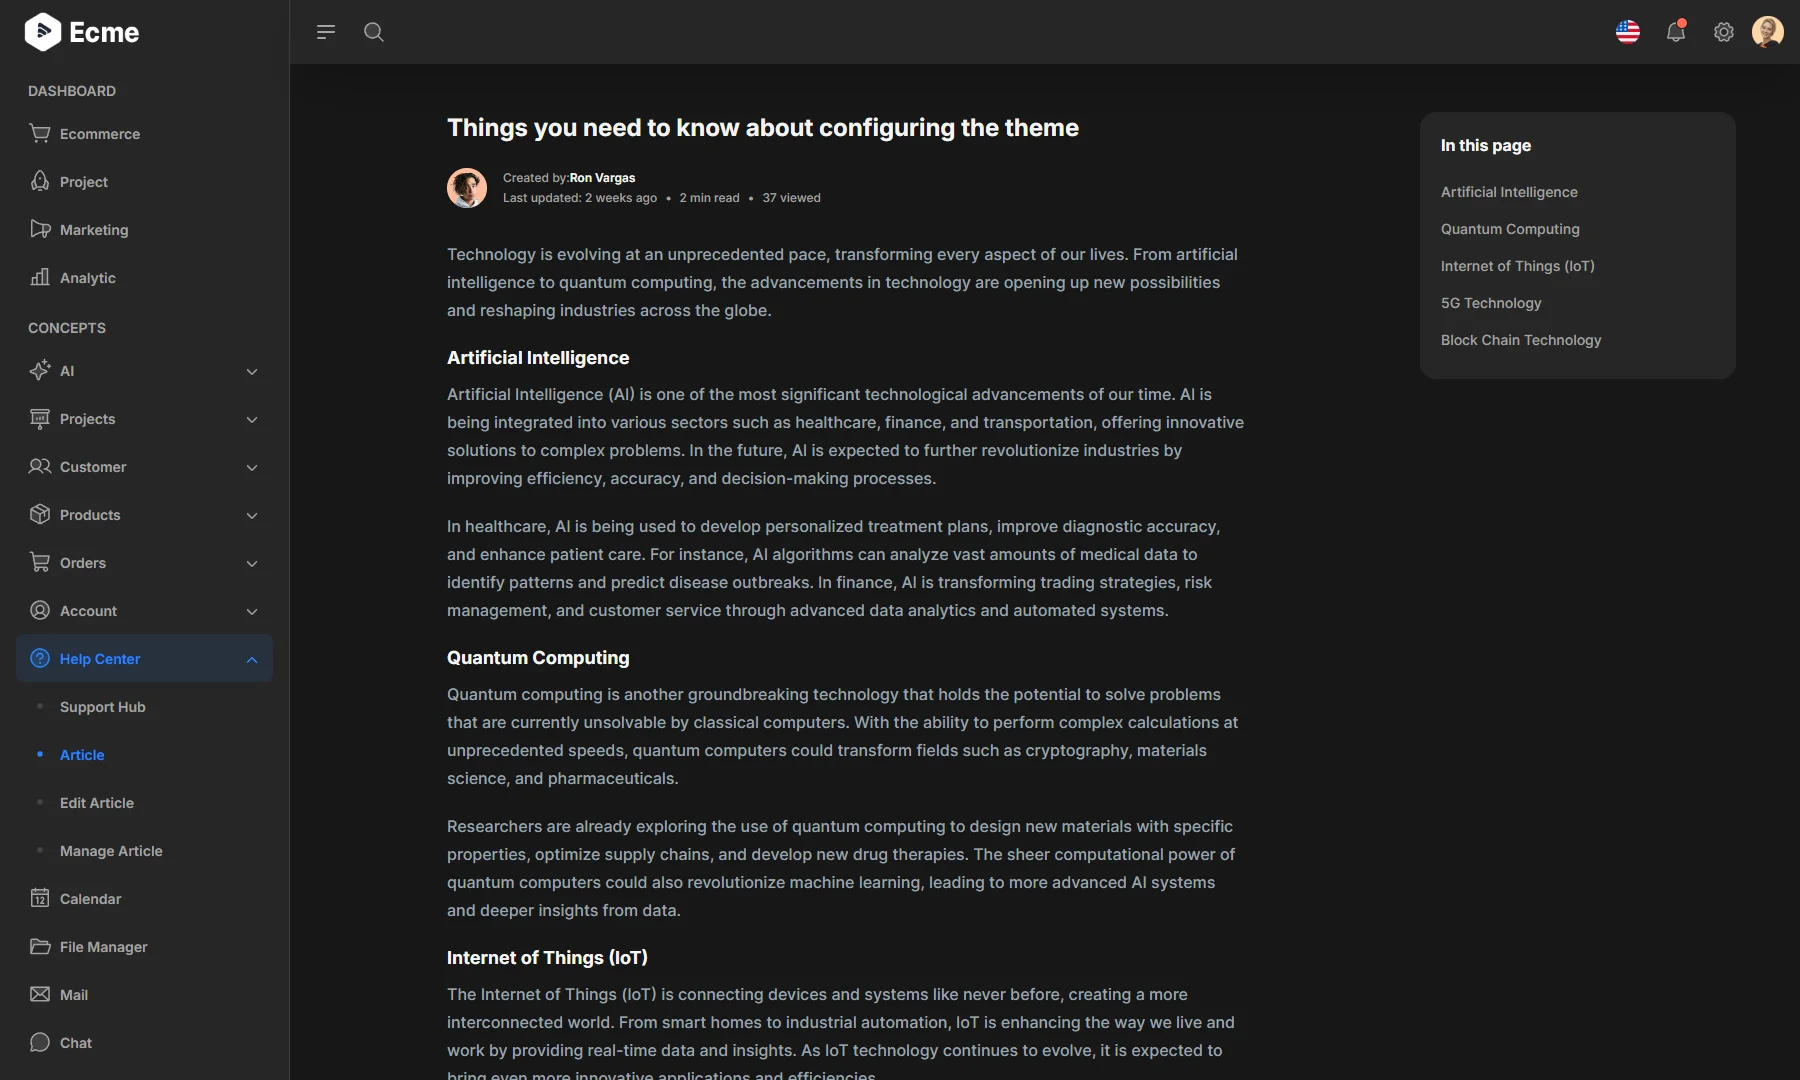 Ecme
DASHBOARD
Ecommerce
Project
Marketing
Analytic
CONCEPTS
AI
Projects
Customer
Products
Orders
Account
Help Center
Support Hub
Article
Edit Article
Manage Article
12
Calendar
File Manager
Mail
Chat
Things you need to know about configuring the theme
Created by:Ron Vargas
Last updated: 2 weeks ago • 2 min read • 37 viewed
Technology is evolving at an unprecedented pace, transforming every aspect of our lives. From artificial
intelligence to quantum computing, the advancements in technology are opening up new possibilities
and reshaping industries across the globe.
Artificial Intelligence
Artificial Intelligence (AI) is one of the most significant technological advancements of our time. AI is
being integrated into various sectors such as healthcare, finance, and transportation, offering innovative
solutions to complex problems. In the future, AI is expected to further revolutionize industries by
improving efficiency, accuracy, and decision-making processes.
In healthcare, AI is being used to develop personalized treatment plans, improve diagnostic accuracy,
and enhance patient care. For instance, AI algorithms can analyze vast amounts of medical data to
identify patterns and predict disease outbreaks. In finance, AI is transforming trading strategies, risk
management, and customer service through advanced data analytics and automated systems.
Quantum Computing
Quantum computing is another groundbreaking technology that holds the potential to solve problems
that are currently unsolvable by classical computers. With the ability to perform complex calculations at
unprecedented speeds, quantum computers could transform fields such as cryptography, materials
science, and pharmaceuticals.
Researchers are already exploring the use of quantum computing to design new materials with specific
properties, optimize supply chains, and develop new drug therapies. The sheer computational power of
quantum computers could also revolutionize machine learning, leading to more advanced AI systems
and deeper insights from data.
Internet of Things (IoT)
The Internet of Things (IoT) is connecting devices and systems like never before, creating a more
interconnected world. From smart homes to industrial automation, IoT is enhancing the way we live and
work by providing real-time data and insights. As IoT technology continues to evolve, it is expected to
bring even more innovative applications and efficiencies.
In this page
Artificial Intelligence
Quantum Computing
Internet of Things (IoT)
5G Technology
Block Chain Technology